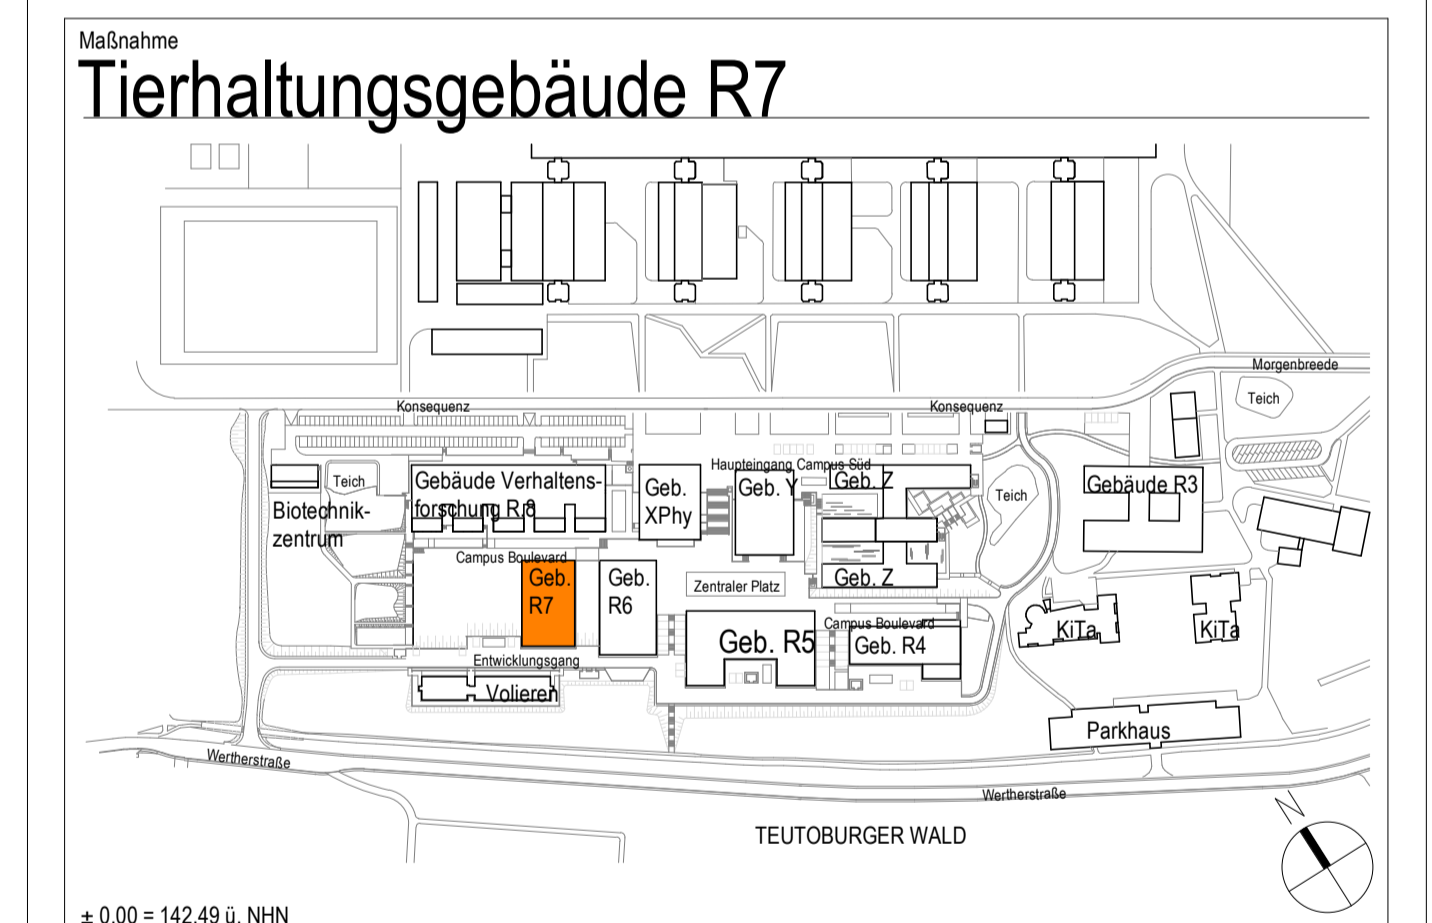 Maßnahme
Tierhaltungsgebäude R7
Morgenbreede
Teich
Konsequenz
Konsequenz
Haupteingang Campus Süd
Teich
Gebäude Verhaltens-
forschung R.8
Geb.
XPhy
Geb. Y
Geb. Z
Teich
Gebäude R3
Biotechnik-
zentrum
Campus Boulevard
Geb.
R7
Geb.
R6
Zentraler Platz
Geb. Z
Campus Boulevard
Geb. R5
Geb. R4
KiTa
KiTa
Entwicklungsgang
Volieren
Parkhaus
Wertherstraße
Wertherstraße
TEUTOBURGER WALD
N
± 0.00 = 142.49 ü. NHN